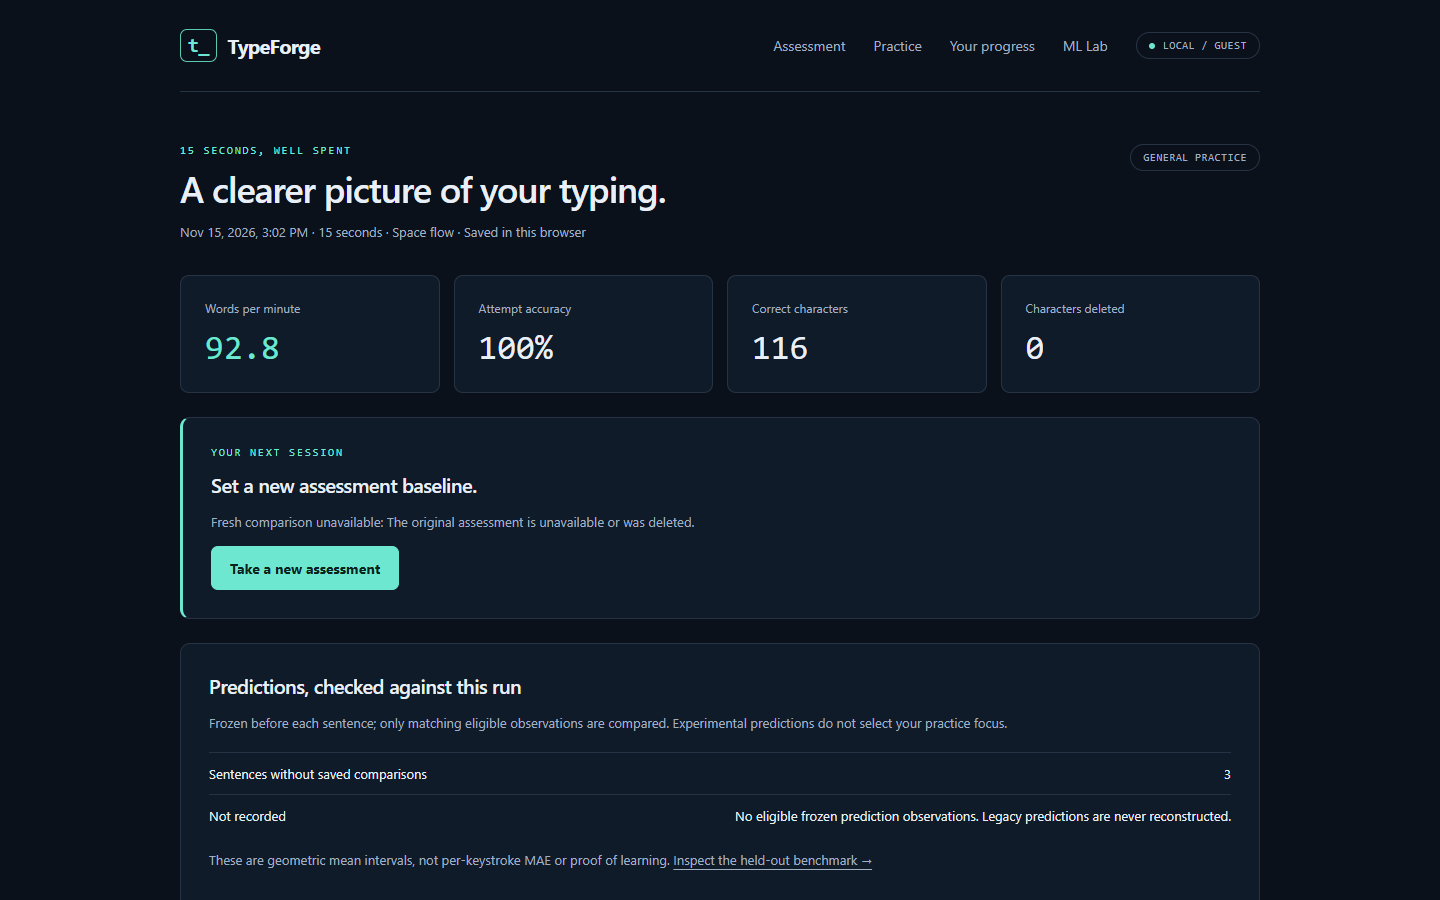 t_ TypeForge
Assessment Practice Your progress ML Lab LOCAL / GUEST
15 SECONDS, WELL SPENT
GENERAL PRACTICE
A clearer picture of your typing.
Nov 15, 2026, 3:02 PM · 15 seconds · Space flow · Saved in this browser
Words per minute
92.8
Attempt accuracy
100%
Correct characters
116
Characters deleted
0
YOUR NEXT SESSION
Set a new assessment baseline.
Fresh comparison unavailable: The original assessment is unavailable or was deleted.
Take a new assessment
Predictions, checked against this run
Frozen before each sentence; only matching eligible observations are compared. Experimental predictions do not select your practice focus.
Sentences without saved comparisons 3
Not recorded No eligible frozen prediction observations. Legacy predictions are never reconstructed.
These are geometric mean intervals, not per-keystroke MAE or proof of learning. Inspect the held-out benchmark →